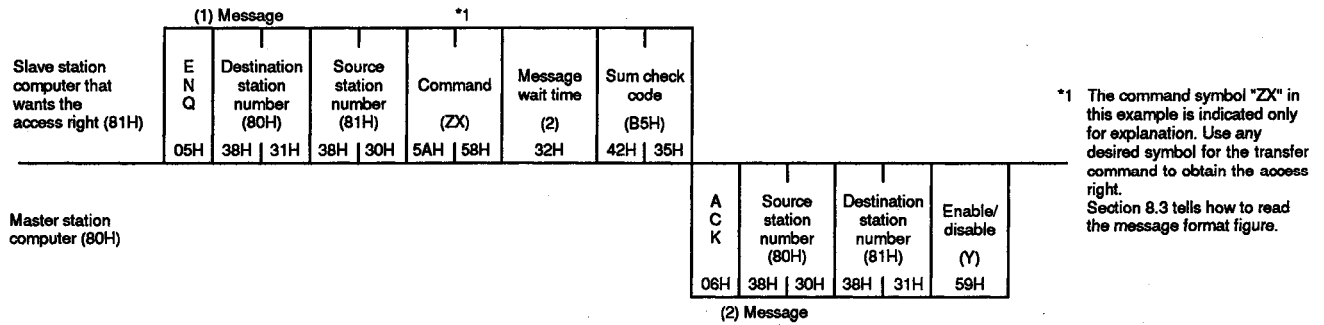 (1) Message
*1
Slave station
computer that
wants the
access right (81H)
E
N
Q
05H
Destination
station
number
(80H)
38H | 31H
Source
station
number
(81H)
38H | 30H
Command
(ZX)
5AH | 58H
Message
wait time
(2)
32H
Sum check
code
(B5H)
42H | 35H
*1 The command symbol "ZX" in
this example is indicated only
for explanation. Use any
desired symbol for the transfer
command to obtain the access
right.
Section 8.3 tells how to read
the message format figure.
Master station
computer (80H)
A
C
K
06H
Source
station
number
(80H)
38H | 30H
Destination
station
number
(81H)
38H | 31H
Enable/
disable
(Y)
59H
(2) Message